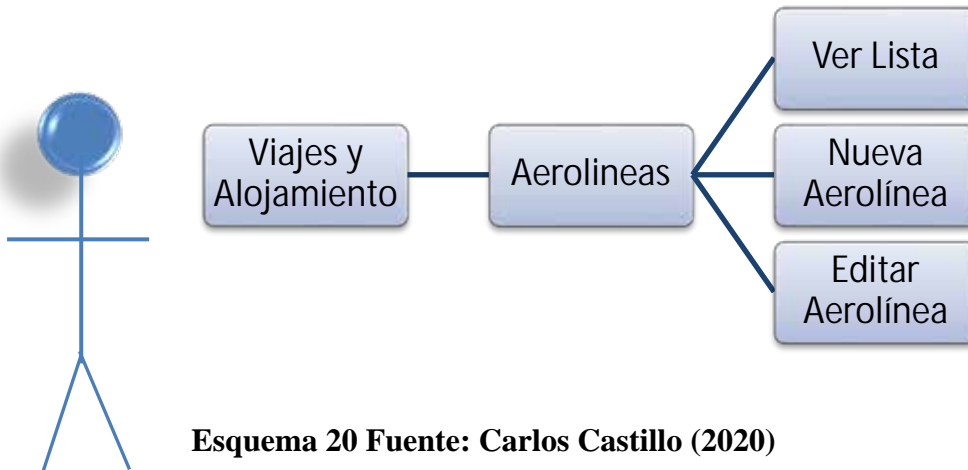 Viajes y
Alojamiento
Aerolineas
Ver Lista
Nueva
Aerolínea
Editar
Aerolínea
Esquema 20 Fuente: Carlos Castillo (2020)